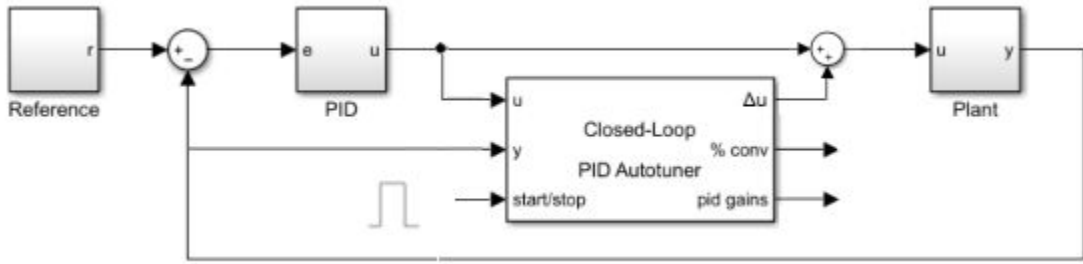 r
Reference
+
−
e
u
PID
u
y
start/stop
Closed-Loop
PID Autotuner
Δu
% conv
pid gains
+
+
u
y
Plant